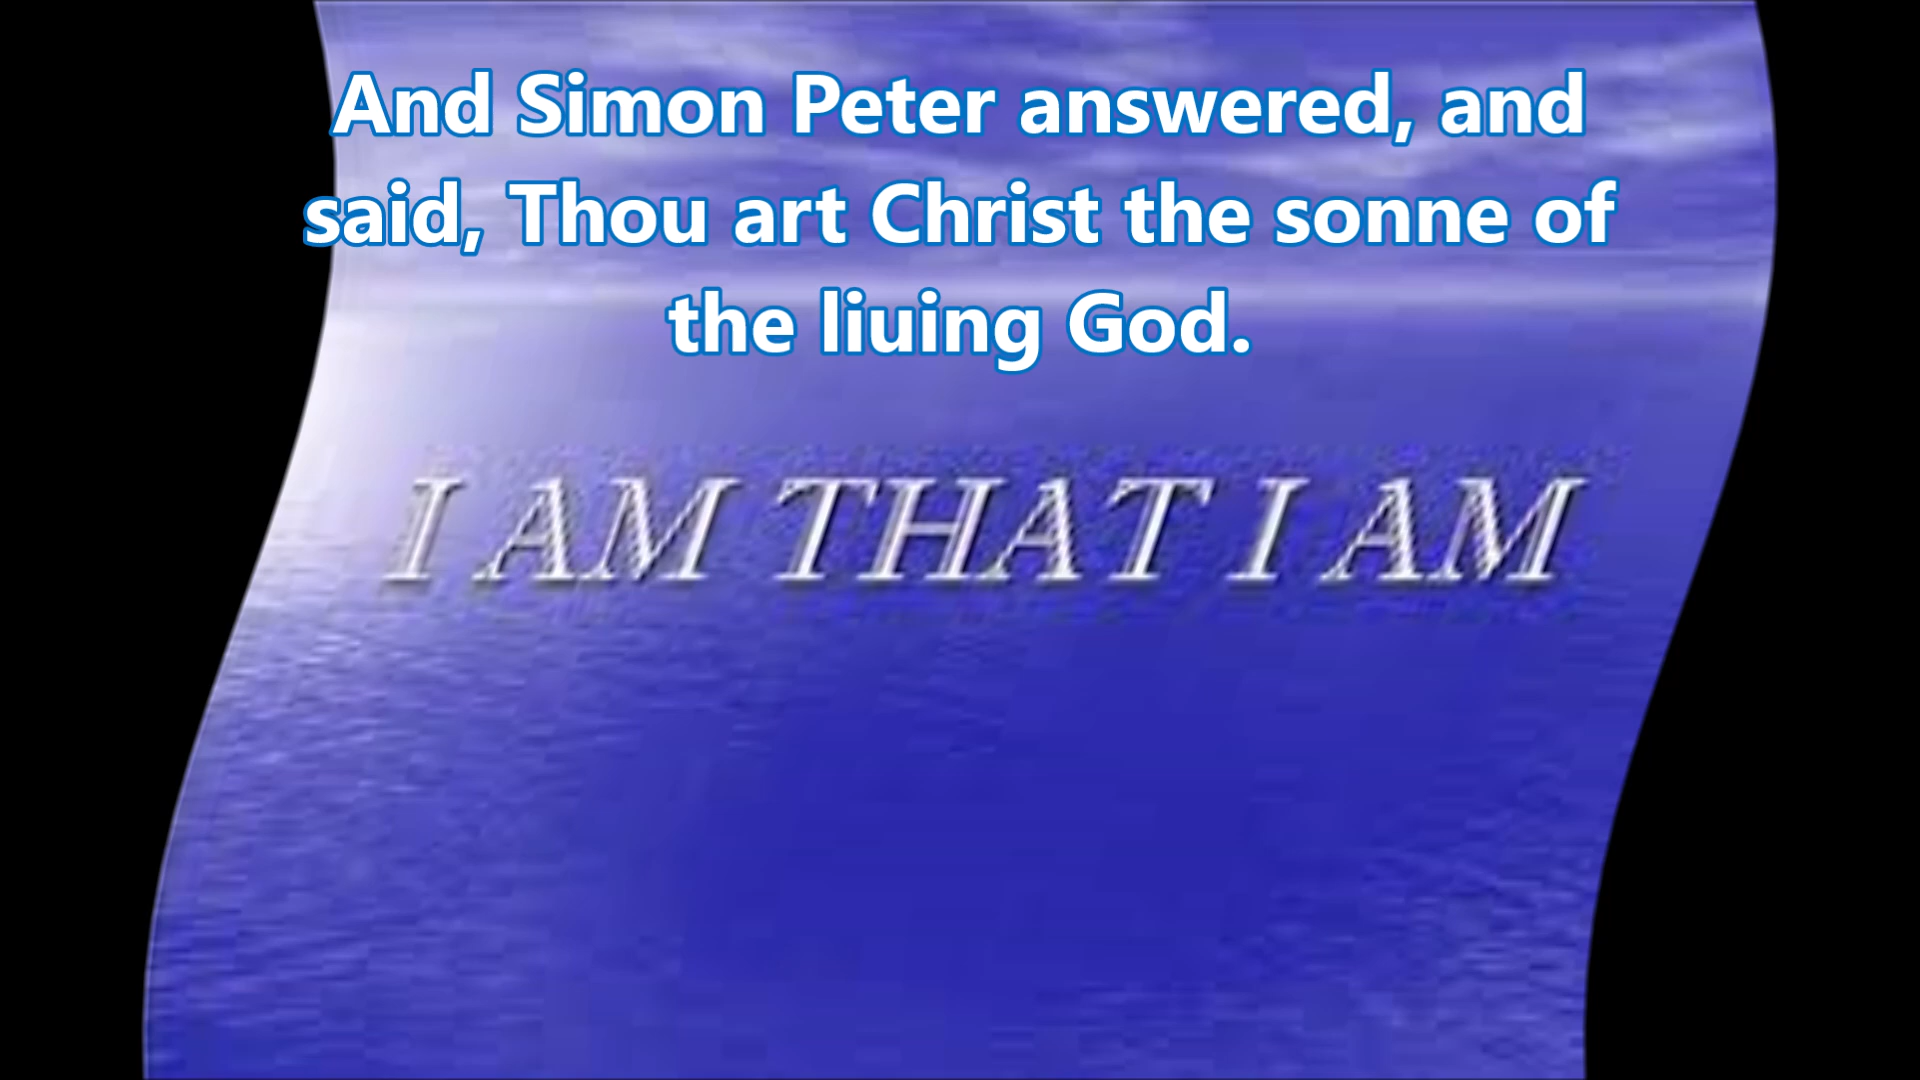 And Simon Peter answered, and
said, Thou art Christ the sonne of
the liuing God.
I AM THAT I AM